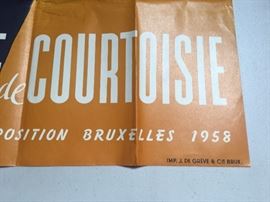 de COURTOISIE
POSITION BRUXELLES 1958
IMP. J. DE GRÈVE & CIE BRUX.